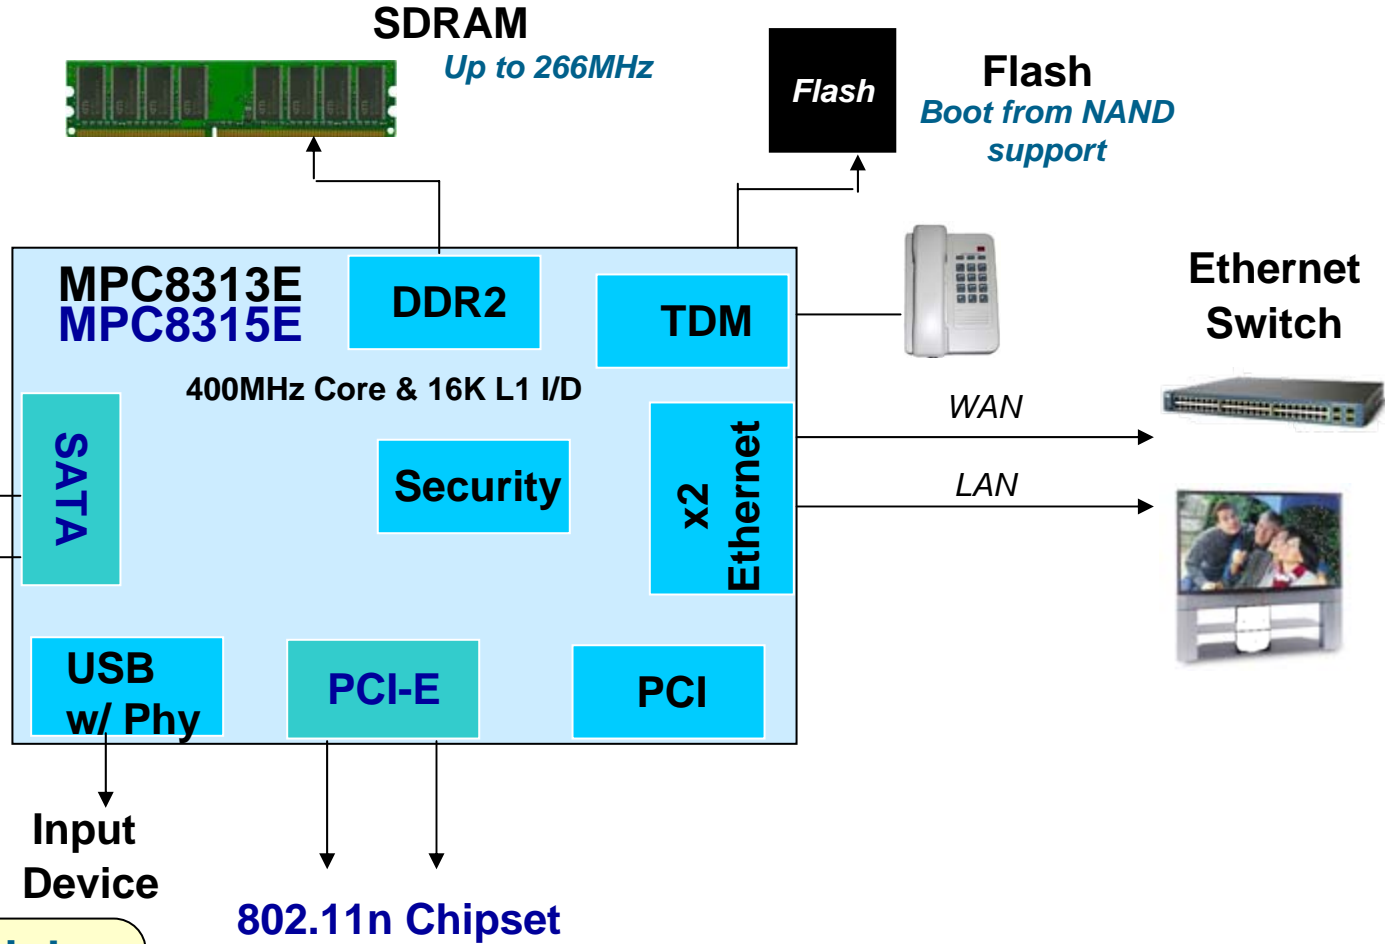 SDRAM
Up to 266MHz
Flash
Flash
Boot from NAND
support
MPC8313E
MPC8315E
DDR2
TDM
Ethernet
Switch
400MHz Core & 16K L1 I/D
SATA
Security
x2
Ethernet
WAN
LAN
USB
w/ Phy
PCI-E
PCI
Input
Device
802.11n Chipset